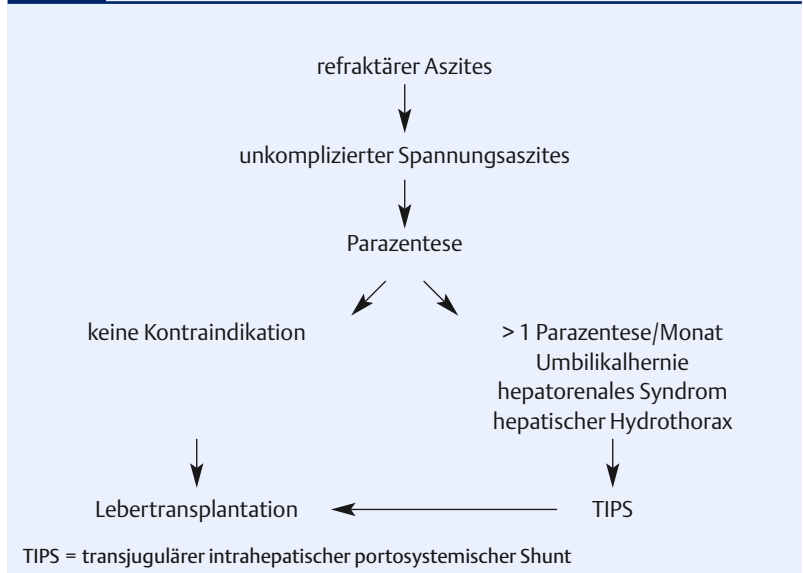 refraktärer Aszites
unkomplizierter Spannungsaszites
Parazentese
keine Kontraindikation
> 1 Parazentese/Monat
Umbilikalhernie
hepatorenales Syndrom
hepatischer Hydrothorax
Lebertransplantation
TIPS
TIPS = transjugulärer intrahepatischer portosystemischer Shunt